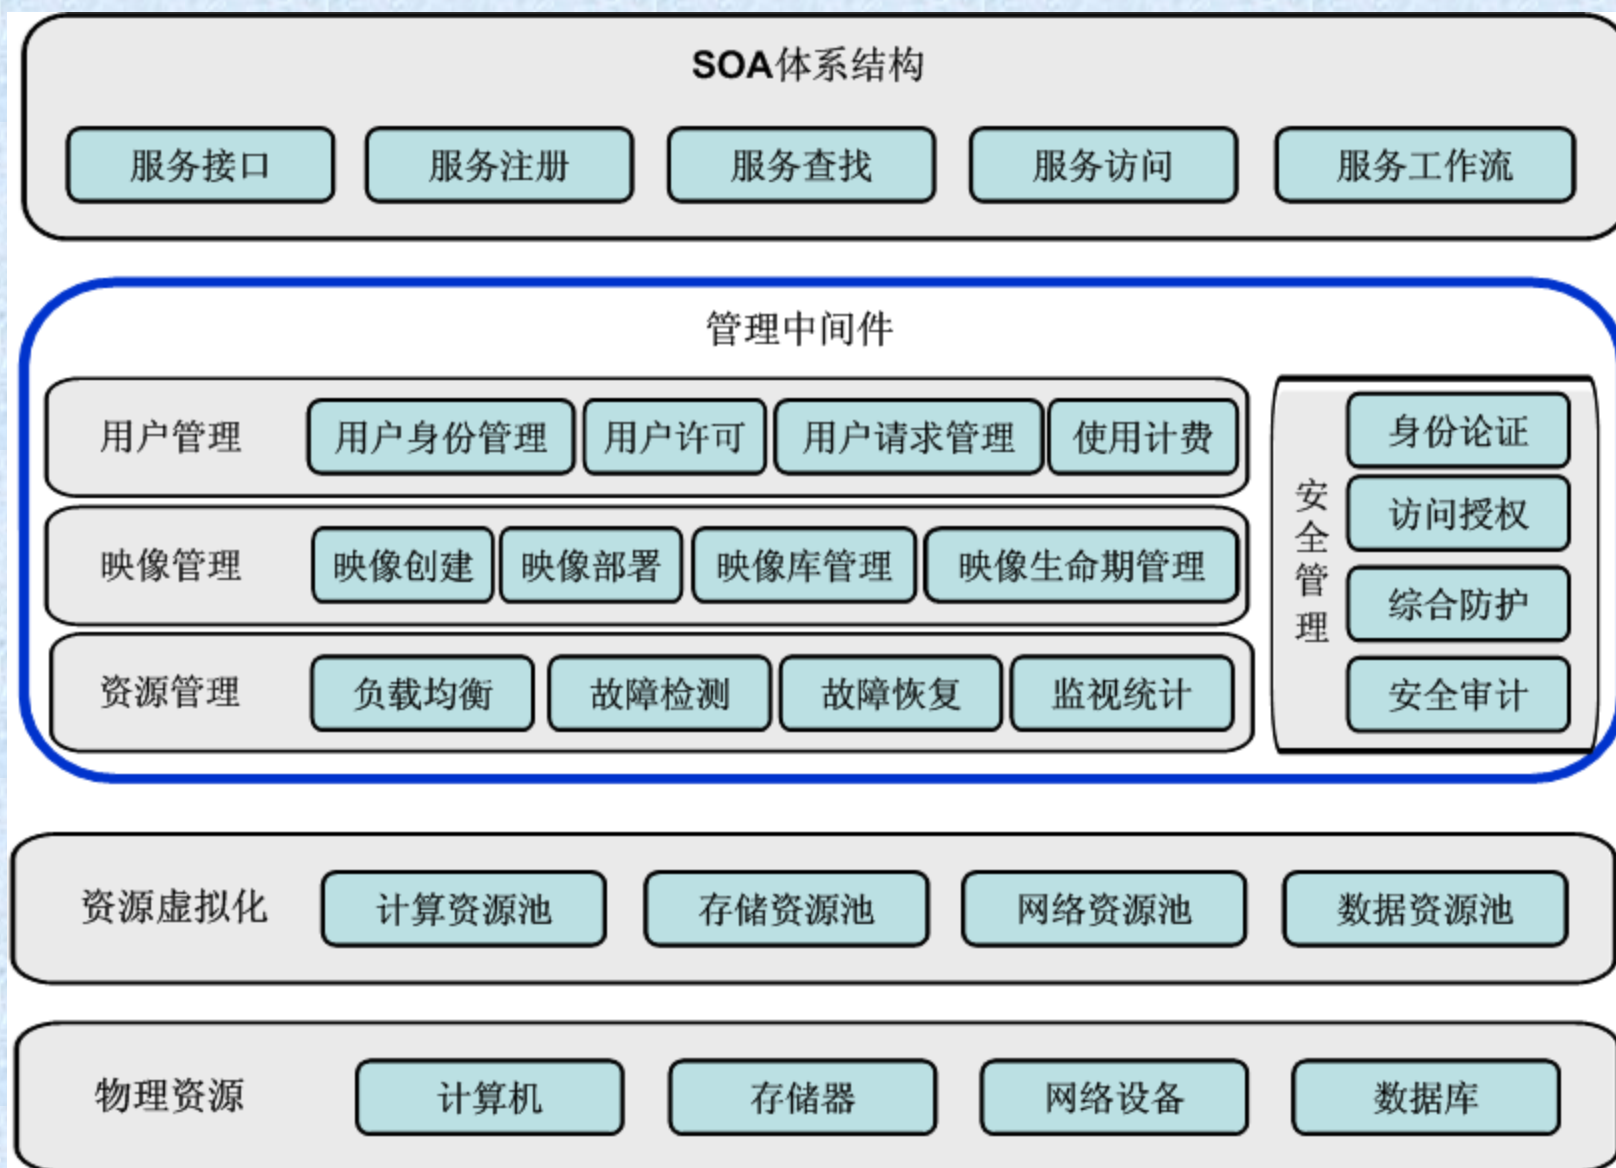 SOA体系结构
服务接口 服务注册 服务查找 服务访问 服务工作流
管理中间件
用户管理 用户身份管理 用户许可 用户请求管理 使用计费
映像管理 映像创建 映像部署 映像库管理 映像生命期管理
资源管理 负载均衡 故障检测 故障恢复 监视统计
安全管理
身份论证
访问授权
综合防护
安全审计
资源虚拟化 计算资源池 存储资源池 网络资源池 数据资源池
物理资源 计算机 存储器 网络设备 数据库